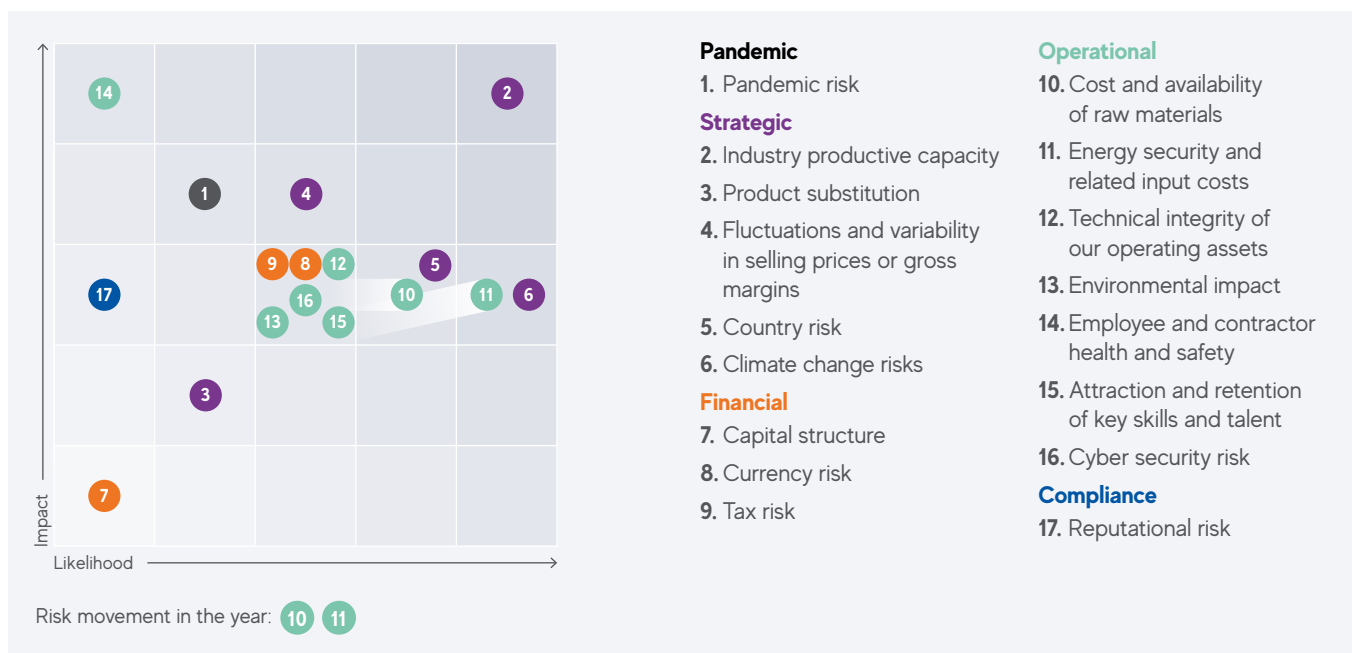 14
2
1
4
9
8
12
5
17
16
10
11
6
13
15
3
7
Impact
Likelihood
Risk movement in the year: 10 11
Pandemic
1. Pandemic risk
Strategic
2. Industry productive capacity
3. Product substitution
4. Fluctuations and variability
in selling prices or gross
margins
5. Country risk
6. Climate change risks
Financial
7. Capital structure
8. Currency risk
9. Tax risk
Operational
10. Cost and availability
of raw materials
11. Energy security and
related input costs
12. Technical integrity of
our operating assets
13. Environmental impact
14. Employee and contractor
health and safety
15. Attraction and retention
of key skills and talent
16. Cyber security risk
Compliance
17. Reputational risk